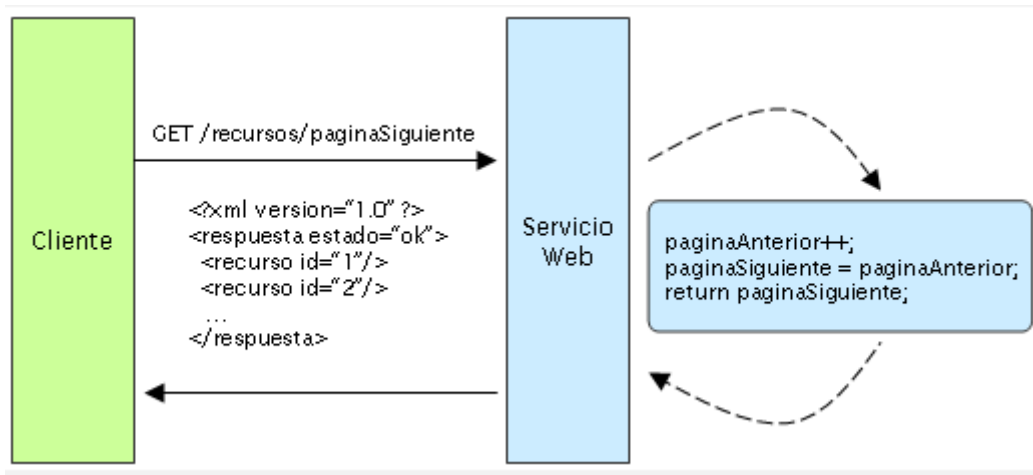 GET /recursos/paginaSiguiente
<?xml version="1.0" ?>
<respuesta estado="ok">
<recurso id="1"/>
<recurso id="2"/>
...
</respuesta>
Cliente
Servicio
Web
paginaAnterior++;
paginaSiguiente = paginaAnterior;
return paginaSiguiente;